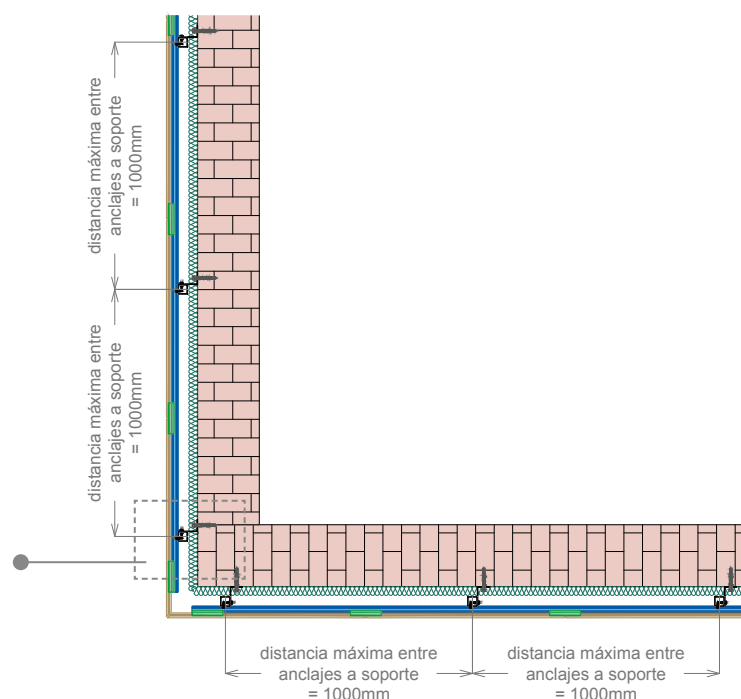 distancia máxima entre
anclajes a soporte
= 1000mm
distancia máxima entre
anclajes a soporte
= 1000mm
distancia máxima entre
anclajes a soporte
= 1000mm
distancia máxima entre
anclajes a soporte
= 1000mm